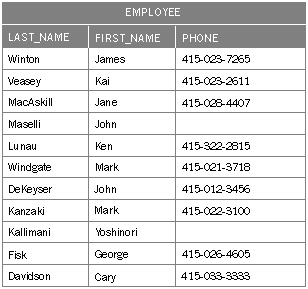 EMPLOYEE
LAST_NAME FIRST_NAME PHONE
Winton James 415-023-7265
Veasey Kai 415-023-2611
MacAskill Jane 415-028-4407
Maselli John
Lunau Ken 415-322-2815
Windgate Mark 415-021-3718
DeKeyser John 415-012-3456
Kanzaki Mark 415-022-3100
Kallimani Yoshinori
Fisk George 415-026-4605
Davidson Cary 415-033-3333